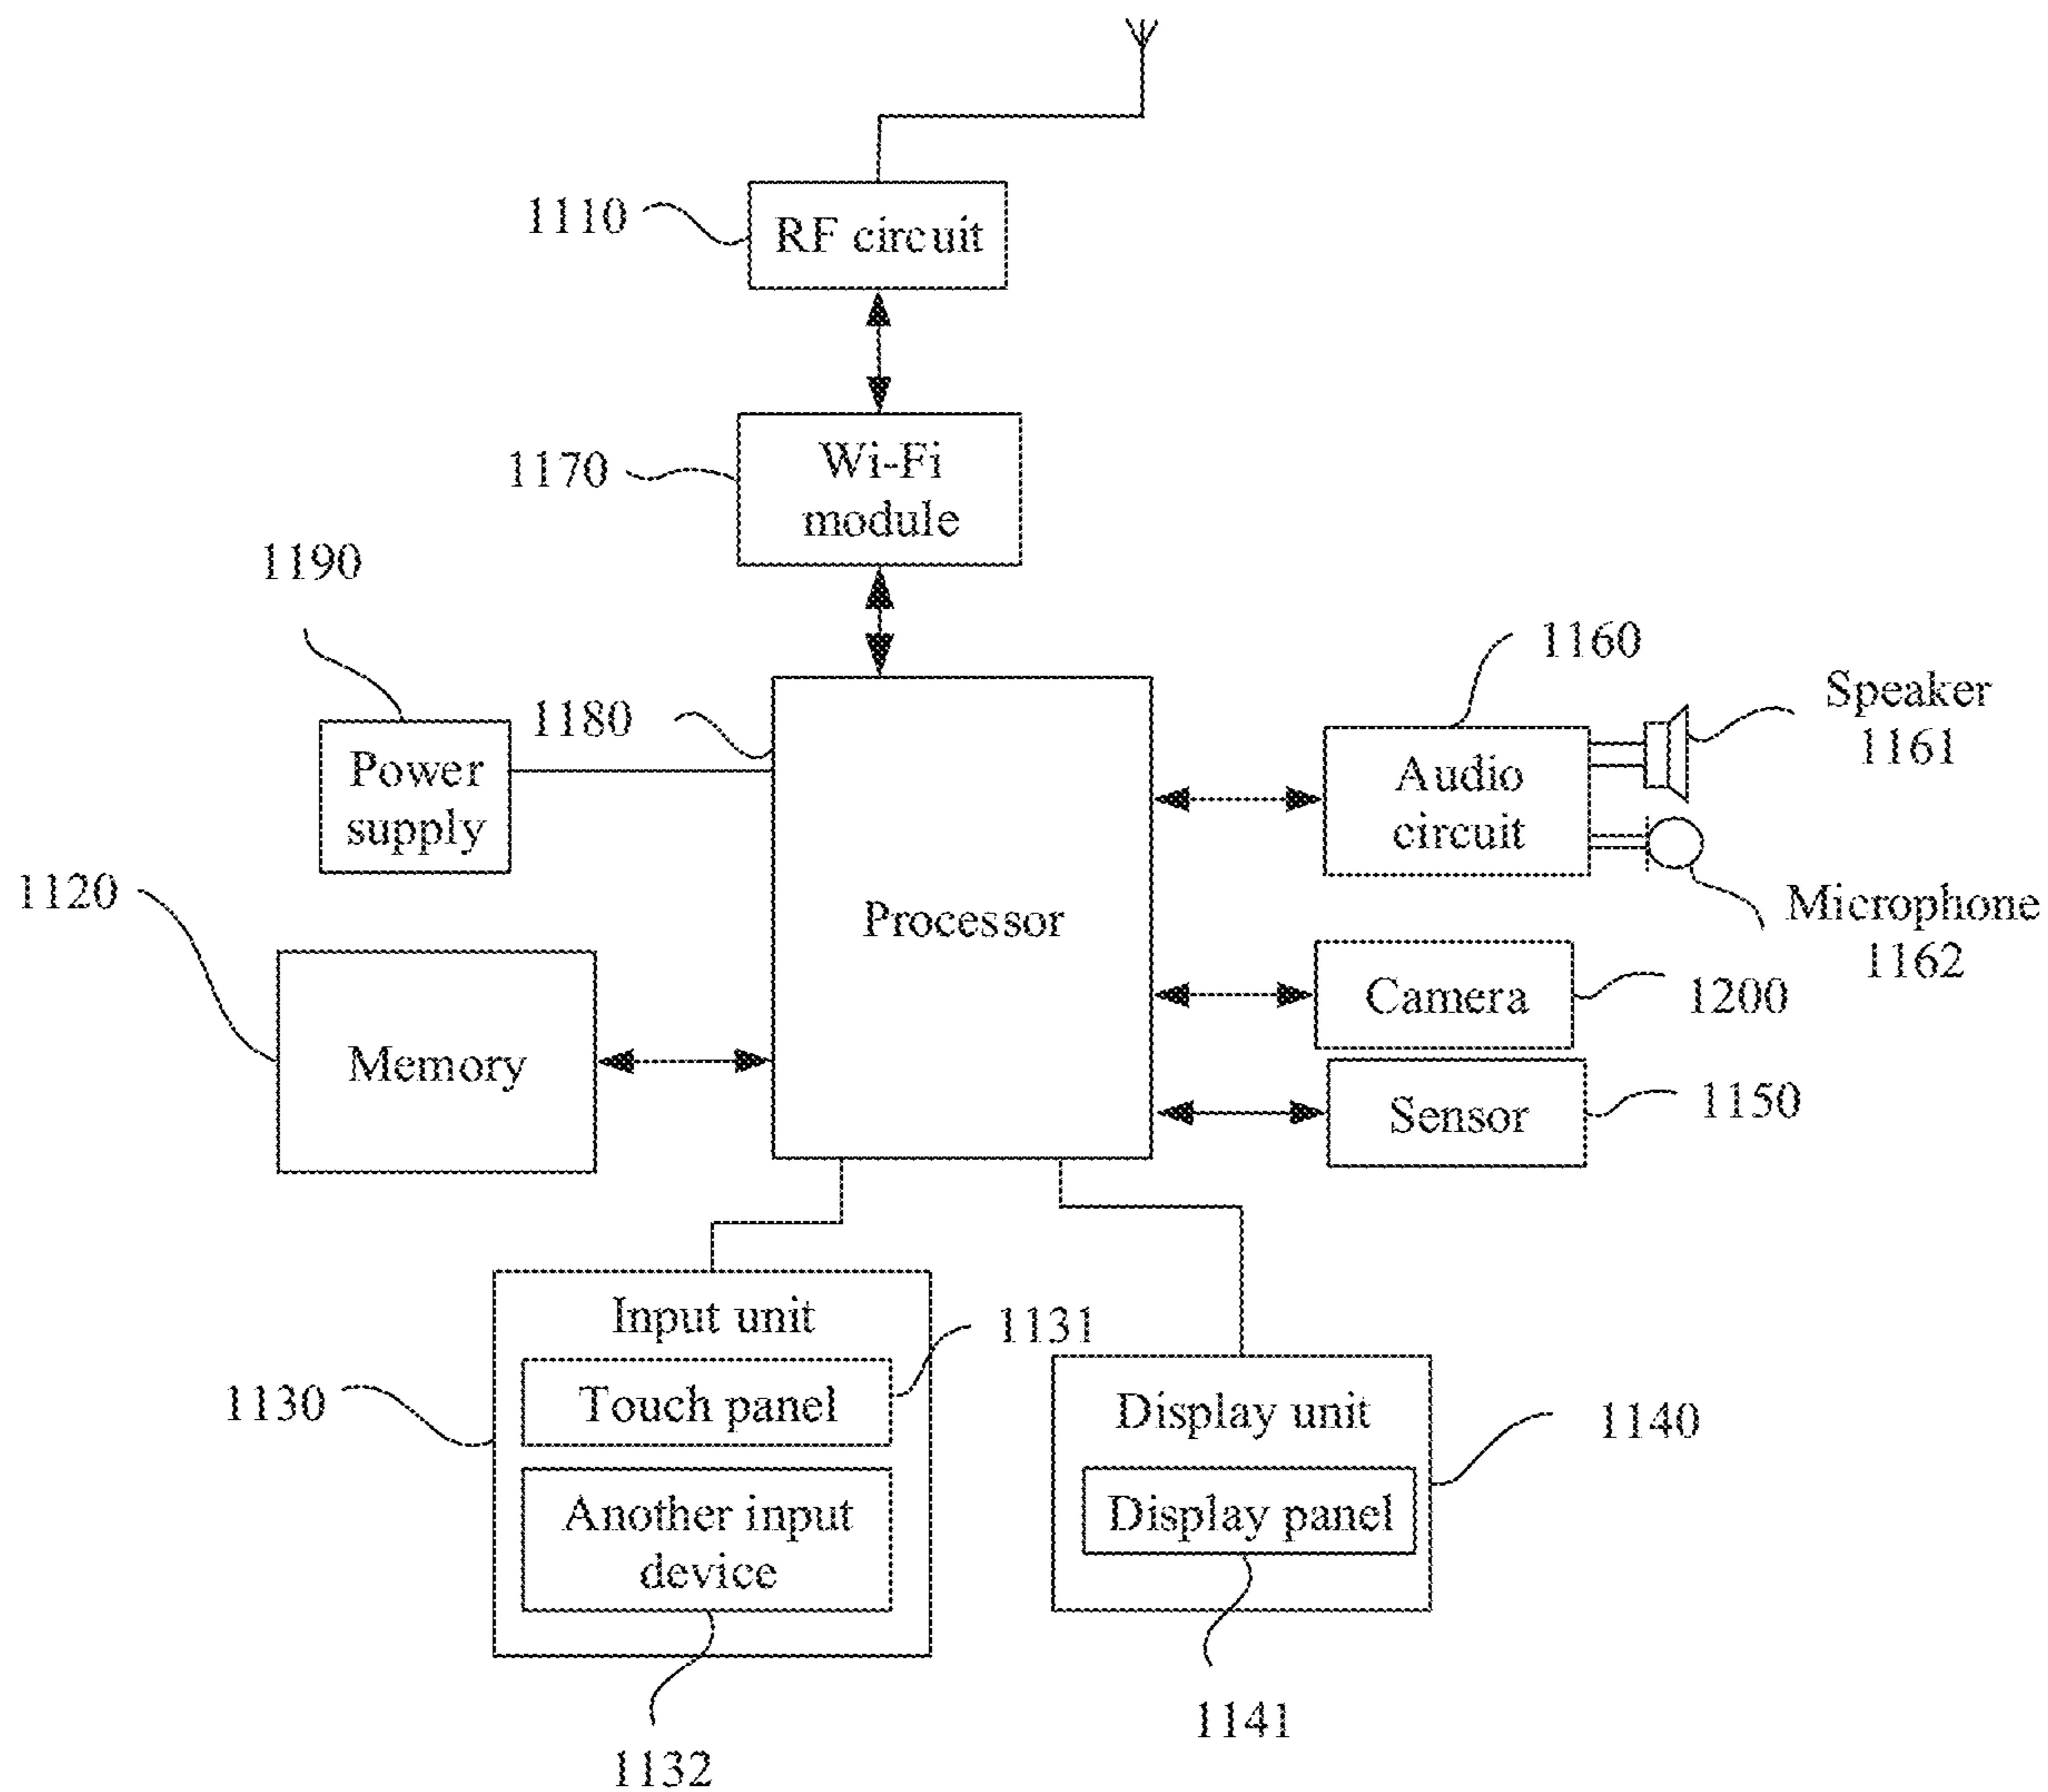 1110
RF circuit
1170
Wi-Fi
module
1190
1180
Power
supply
1160
Speaker
1161
Audio
circuit
Microphone
1162
1120
Memory
Processor
Camera
1200
Sensor
1150
Input unit
1131
Touch panel
1130
Another input
device
1132
Display unit
1140
Display panel
1141